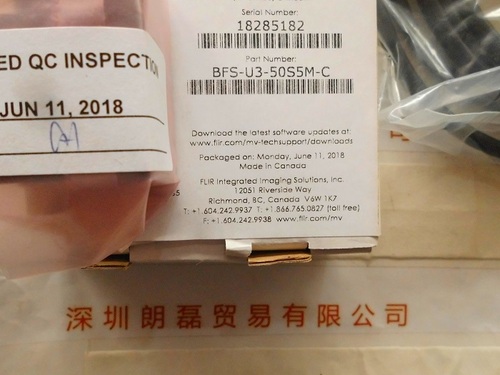 ED QC INSPECTION
JUN 11, 2018
Serial Number:
18285182
Part Number:
BFS-U3-50S5M-C
Download the latest software updates at:
www.flir.com/mv-techsupport/downloads
Packaged on: Monday, June 11, 2018
Made in Canada
FLIR Integrated Imaging Solutions, Inc.
12051 Riverside Way
Richmond, BC, Canada V6W 1K7
T: +1.604.242.9937 T: +1.866.765.0827 (toll free)
F: +1.604.242.9938 www.flir.com/mv
深圳朗磊贸易有限公司